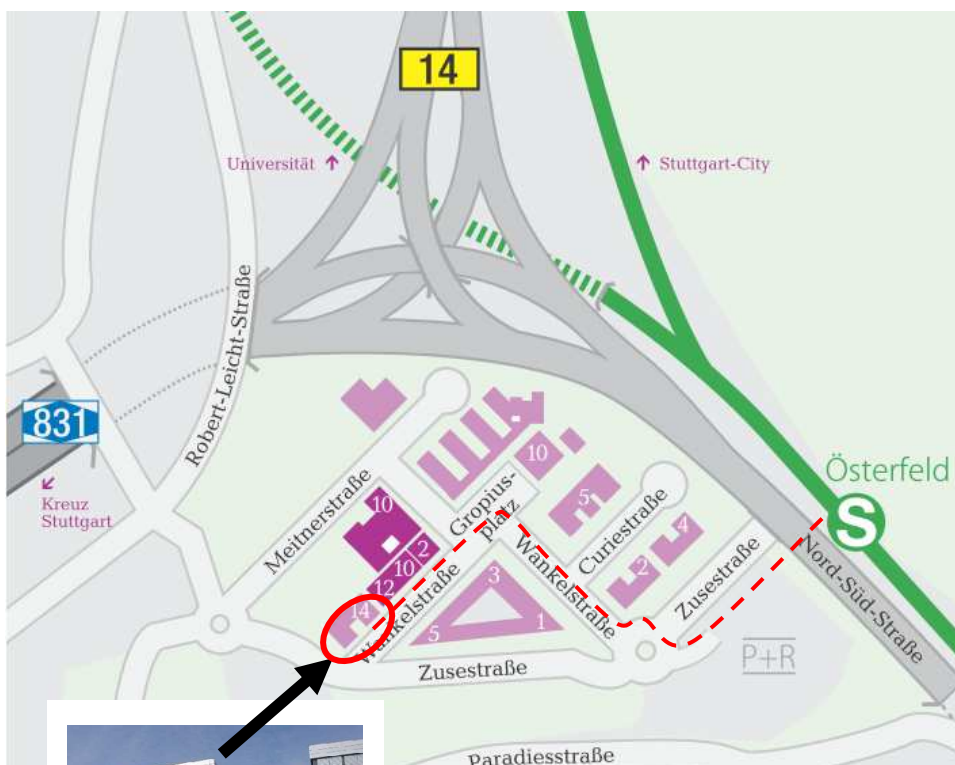 14
Universität ↑
↑ Stuttgart-City
Robert-Leicht-Straße
831
↙
Kreuz
Stuttgart
Österfeld
S
Meitnerstraße
10
Gropius-
platz
10
5
Curiestraße
4
2
10
2
12
14
Wankelstraße
3
5
1
Wankelstraße
Zusestraße
Nord-Süd-Straße
P+R
Zusestraße
Paradiesstraße